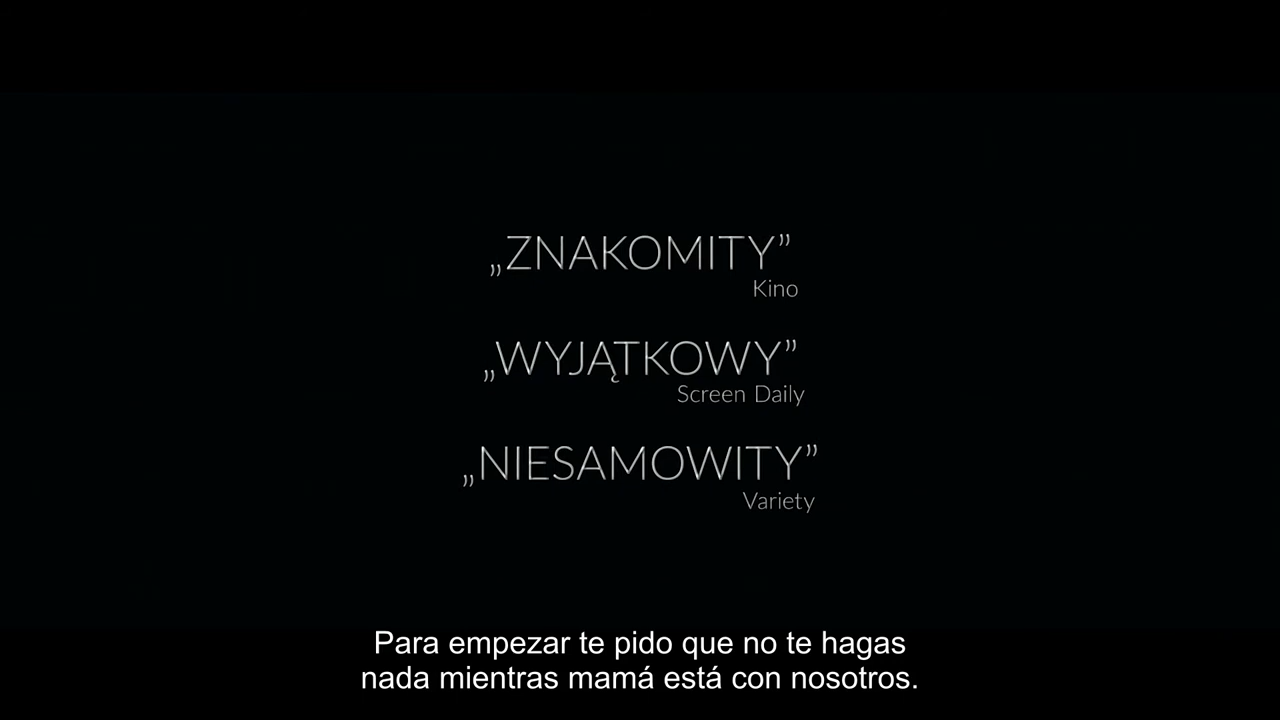 „ZNAKOMITY”
Kino
„WYJĄTKOWY”
Screen Daily
„NIESAMOWITY”
Variety
Para empezar te pido que no te hagas
nada mientras mamá está con nosotros.